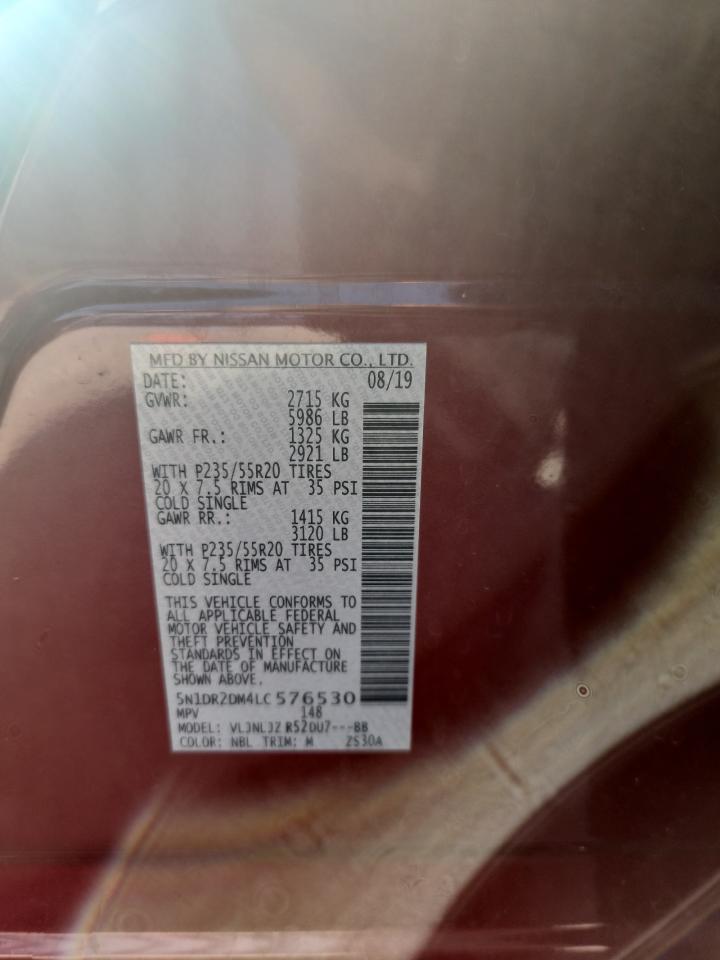 MFD BY NISSAN MOTOR CO., LTD.
DATE: 08/19
GVWR: 2715 KG
5986 LB
GAWR FR.: 1325 KG
2921 LB
WITH P235/55R20 TIRES
20 X 7.5 RIMS AT 35 PSI
COLD SINGLE
GAWR RR.: 1415 KG
3120 LB
WITH P235/55R20 TIRES
20 X 7.5 RIMS AT 35 PSI
COLD SINGLE
THIS VEHICLE CONFORMS TO
ALL APPLICABLE FEDERAL
MOTOR VEHICLE SAFETY AND
THEFT PREVENTION
STANDARDS IN EFFECT ON
THE DATE OF MANUFACTURE
SHOWN ABOVE.
5N1DR2DM4LC576530
MPV 148
MODEL: VLJNLJZ R52DU7---BB
COLOR: NBL TRIM: M 2S30A